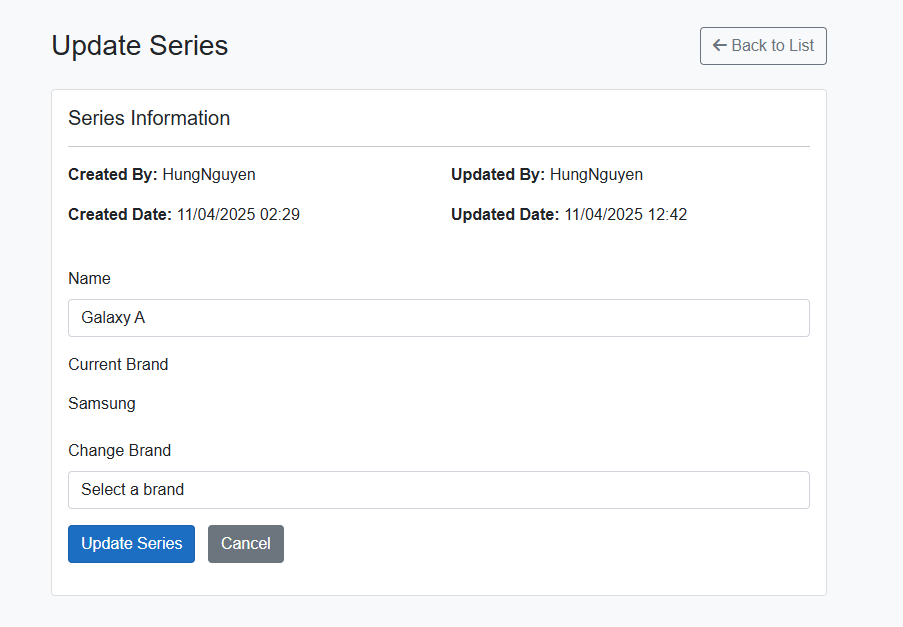 Update Series
← Back to List
Series Information
Created By: HungNguyen
Updated By: HungNguyen
Created Date: 11/04/2025 02:29
Updated Date: 11/04/2025 12:42
Name
Galaxy A
Current Brand
Samsung
Change Brand
Select a brand
Update Series
Cancel